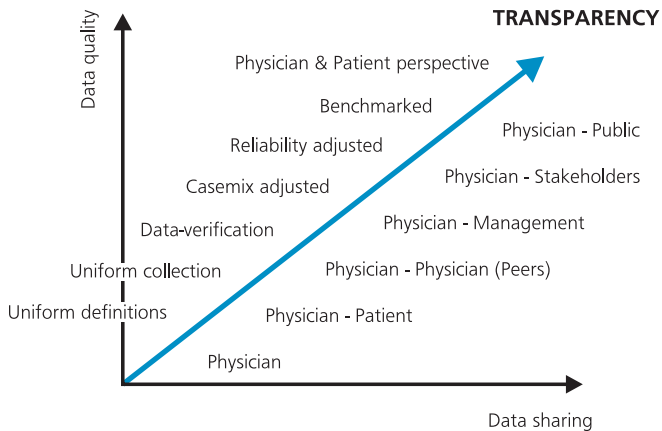 TRANSPARENCY
Data quality
Physician & Patient perspective
Benchmarked
Physician - Public
Reliability adjusted
Physician - Stakeholders
Casemix adjusted
Data-verification
Physician - Management
Uniform collection
Physician - Physician (Peers)
Uniform definitions
Physician - Patient
Physician
Data sharing